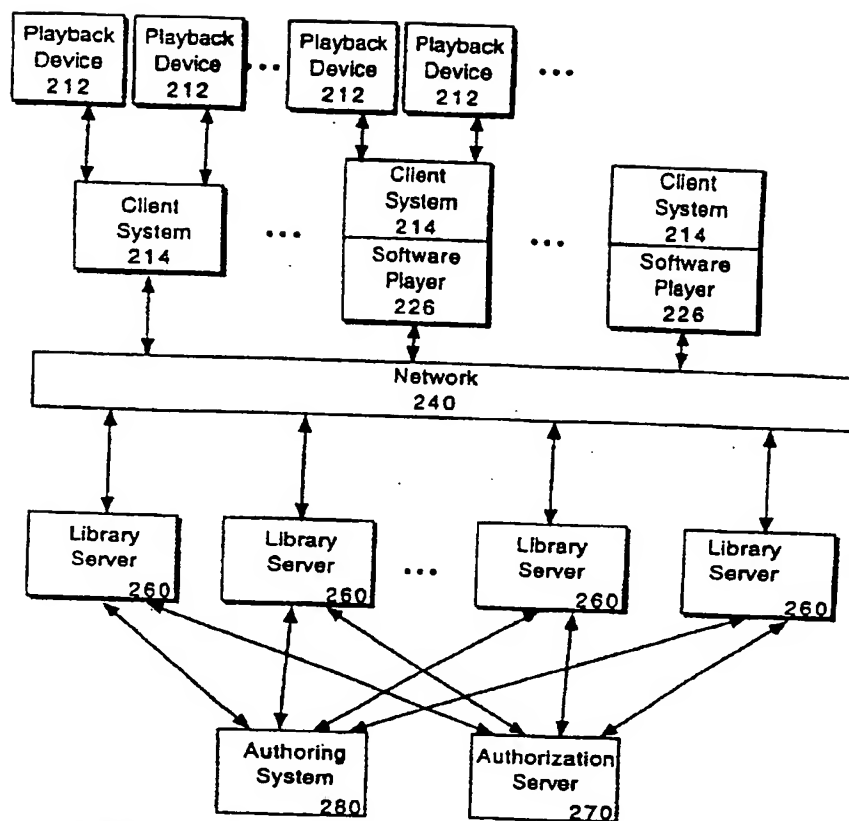 Playback
Device
212
Playback
Device
212
...
Playback
Device
212
Playback
Device
212
...
Client
System
214
...
Client
System
214
Software
Player
226
...
Client
System
214
Software
Player
226
Network
240
Library
Server
260
Library
Server
260
...
Library
Server
260
Library
Server
260
Authoring
System
280
Authorization
Server
270